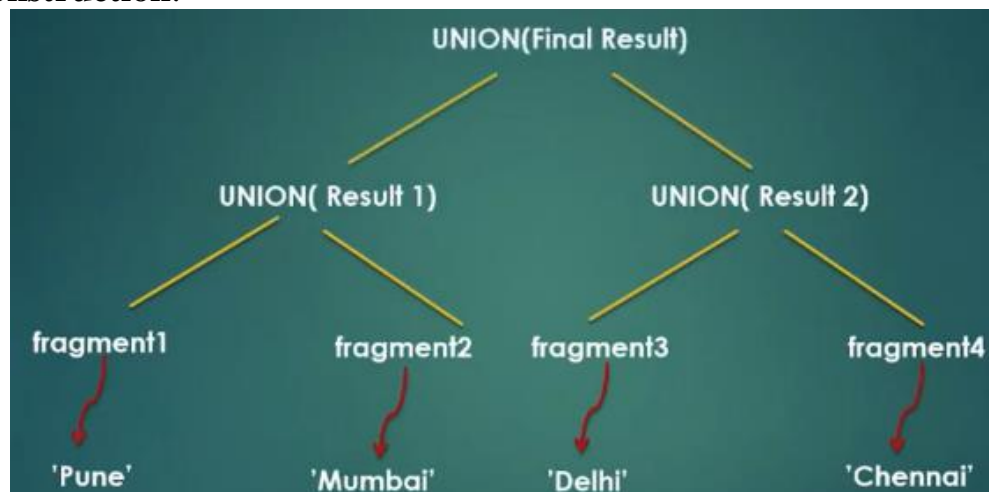 UNION(Final Result)
UNION( Result 1) UNION( Result 2)
fragment1 fragment2 fragment3 fragment4
'Pune' 'Mumbai' 'Delhi' 'Chennai'